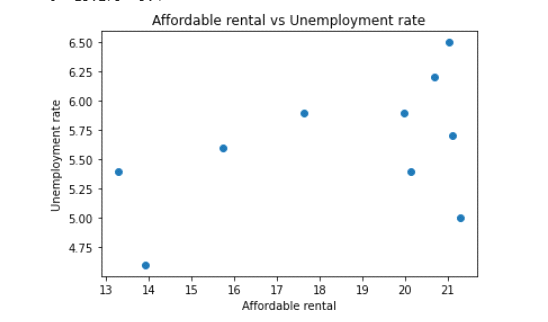 Affordable rental vs Unemployment rate
6.50
6.25
6.00
5.75
5.50
5.25
5.00
4.75
Unemployment rate
13 14 15 16 17 18 19 20 21
Affordable rental